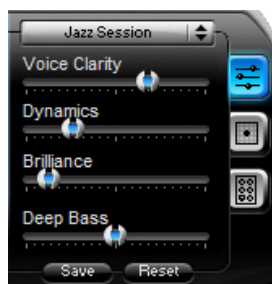 Jazz Session
Voice Clarity
Dynamics
Brilliance
Deep Bass
Save Reset